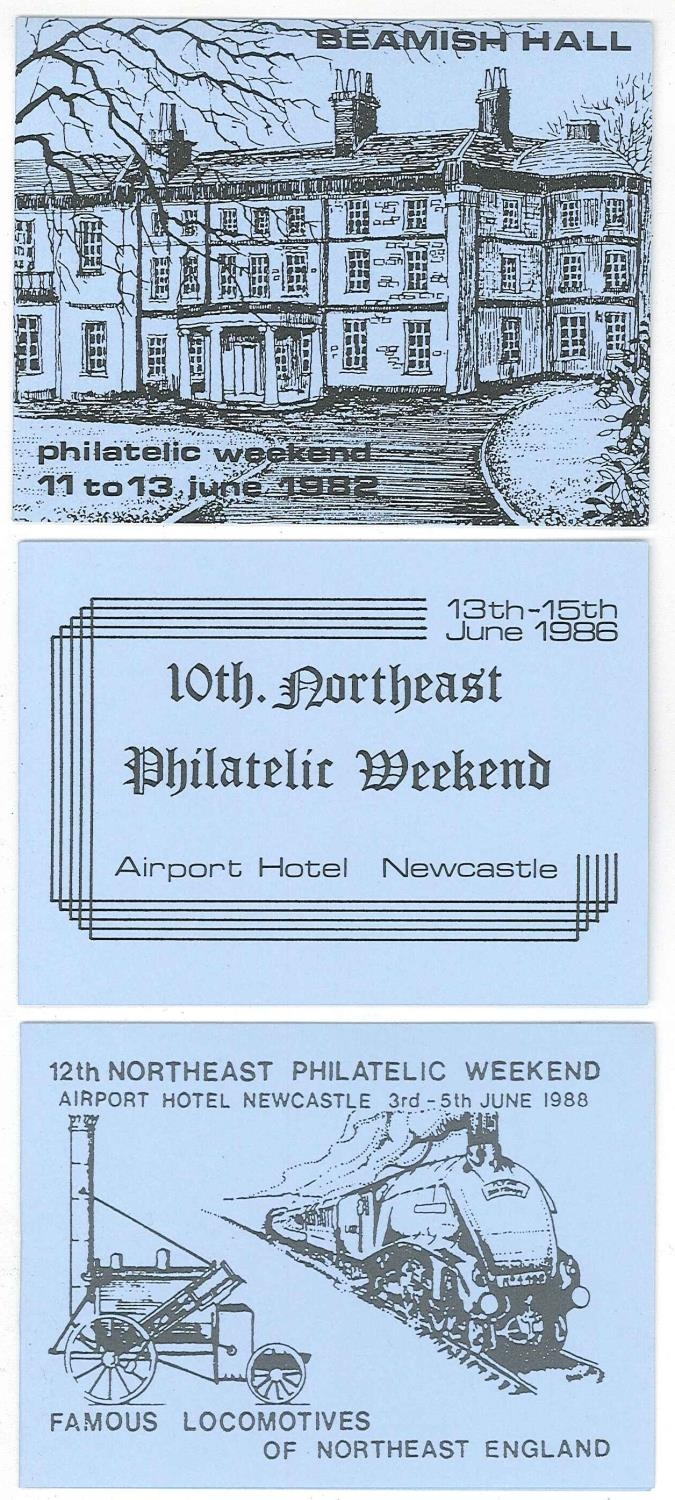 BEAMISH HALL
philatelic weekend
11 to 13 june 1982
13th-15th
June 1986
10th. Northeast
Philatelic Weekend
Airport Hotel Newcastle
12th NORTHEAST PHILATELIC WEEKEND
AIRPORT HOTEL NEWCASTLE 3rd - 5th JUNE 1988
FAMOUS LOCOMOTIVES
OF NORTHEAST ENGLAND